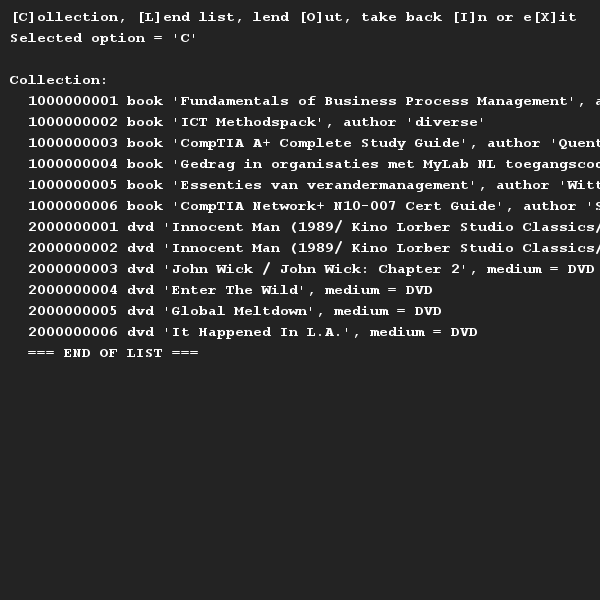 [C]ollection, [L]end list, lend [O]ut, take back [I]n or e[X]it
Selected option = 'C'
Collection:
1000000001 book 'Fundamentals of Business Process Management', a
1000000002 book 'ICT Methodspack', author 'diverse'
1000000003 book 'CompTIA A+ Complete Study Guide', author 'Quent
1000000004 book 'Gedrag in organisaties met MyLab NL toegangscod
1000000005 book 'Essenties van verandermanagement', author 'Witt
1000000006 book 'CompTIA Network+ N10-007 Cert Guide', author 'S
2000000001 dvd 'Innocent Man (1989/ Kino Lorber Studio Classics/
2000000002 dvd 'Innocent Man (1989/ Kino Lorber Studio Classics/
2000000003 dvd 'John Wick / John Wick: Chapter 2', medium = DVD
2000000004 dvd 'Enter The Wild', medium = DVD
2000000005 dvd 'Global Meltdown', medium = DVD
2000000006 dvd 'It Happened In L.A.', medium = DVD
=== END OF LIST ===